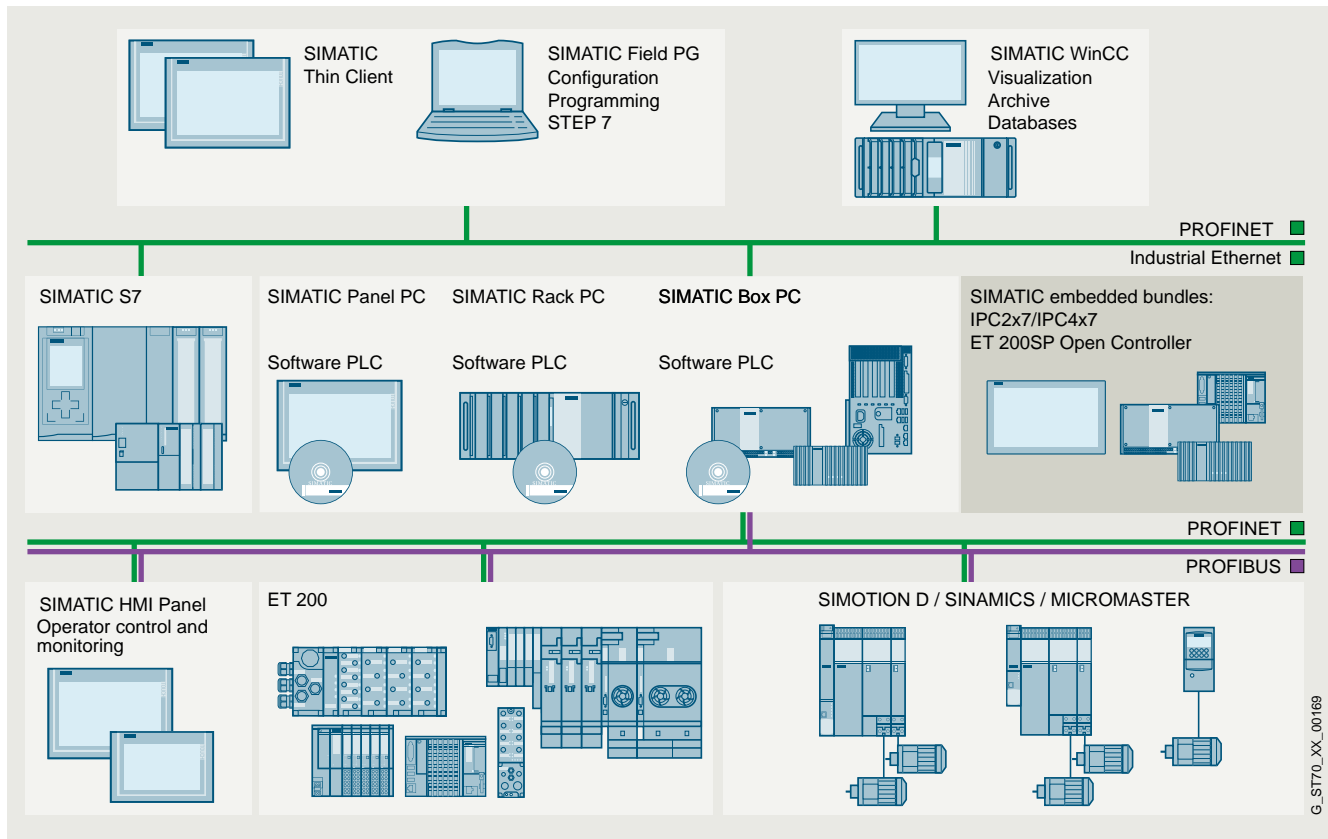 SIMATIC
Thin Client
SIMATIC Field PG
Configuration
Programming
STEP 7
SIMATIC WinCC
Visualization
Archive
Databases
PROFINET
Industrial Ethernet
SIMATIC S7
SIMATIC Panel PC
Software PLC
SIMATIC Rack PC
Software PLC
SIMATIC Box PC
Software PLC
SIMATIC embedded bundles:
IPC2x7/IPC4x7
ET 200SP Open Controller
PROFINET
PROFIBUS
SIMATIC HMI Panel
Operator control and
monitoring
ET 200
SIMOTION D / SINAMICS / MICROMASTER
G_ST70_XX_00169